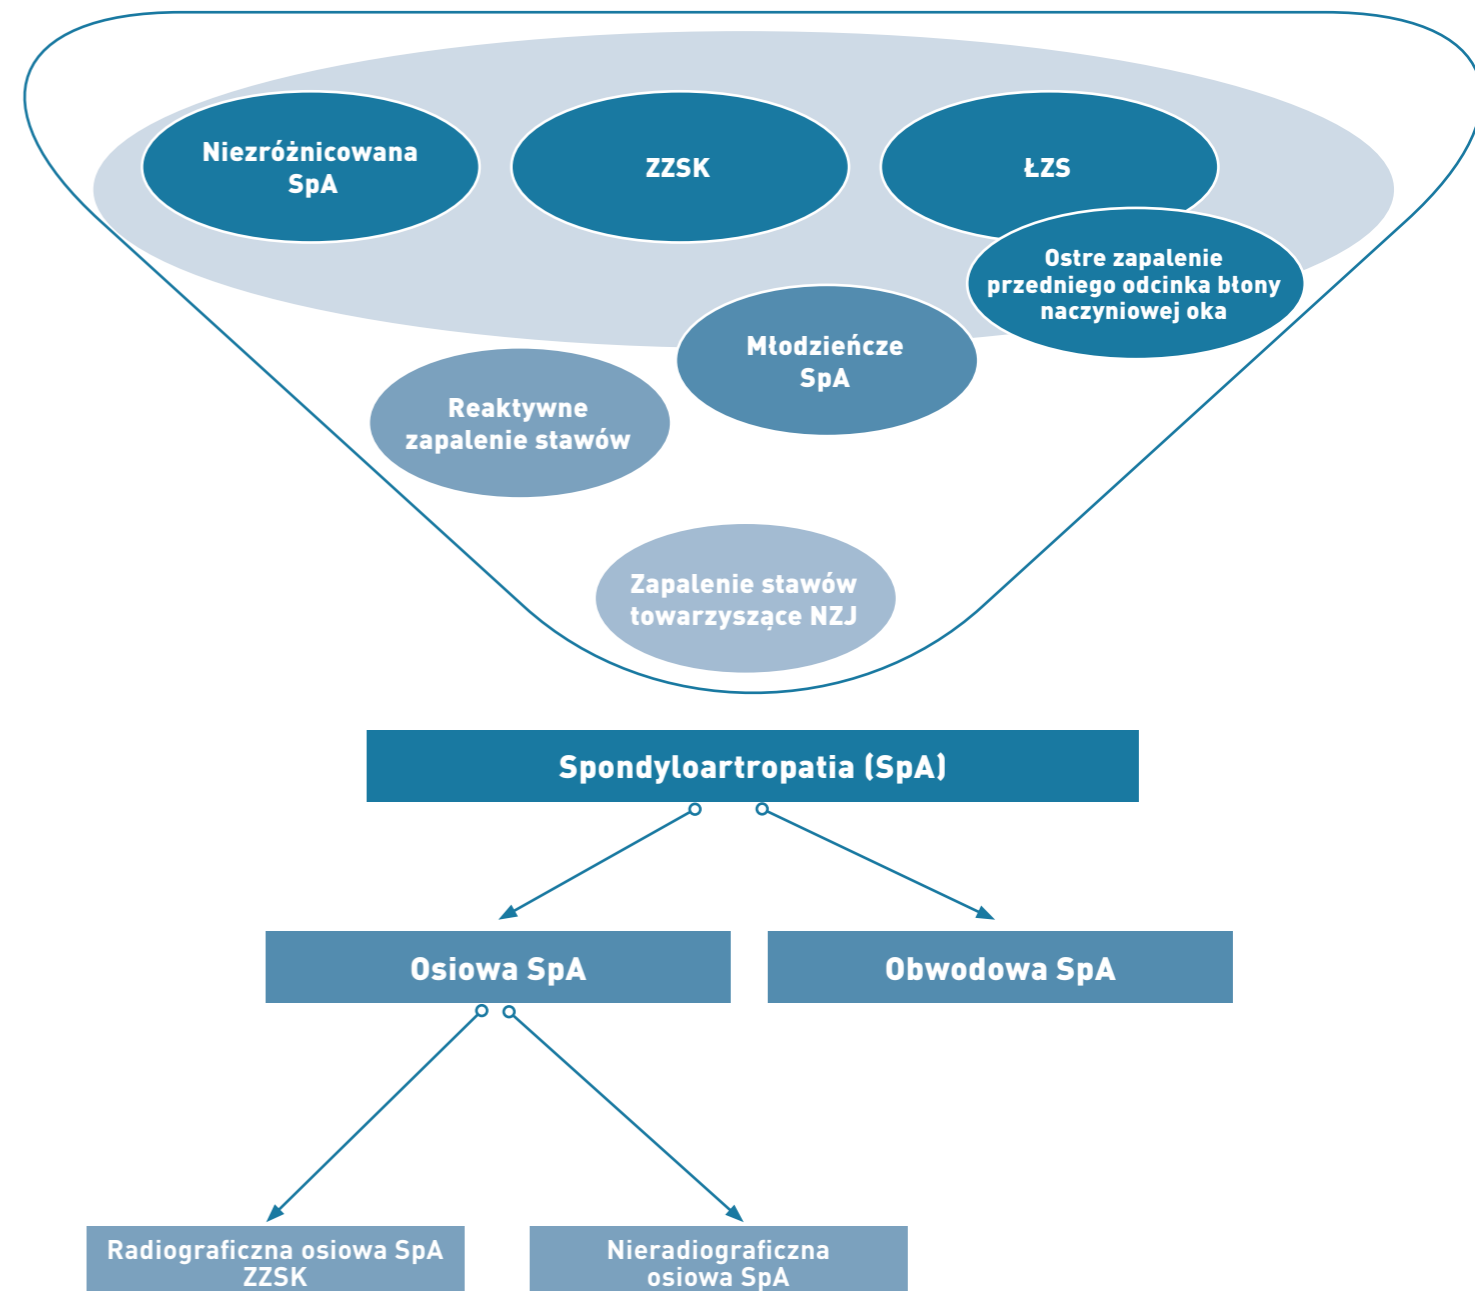 Niezróżnicowana
SpA
ZZSK
ŁZS
Ostre zapalenie
przedniego odcinka błony
naczyniowej oka
Młodzieńcze
SpA
Reaktywne
zapalenie stawów
Zapalenie stawów
towarzyszące NZJ
Spondyloartropatia (SpA)
Osiowa SpA
Obwodowa SpA
Radiograficzna osiowa SpA
ZZSK
Nieradiograficzna
osiowa SpA